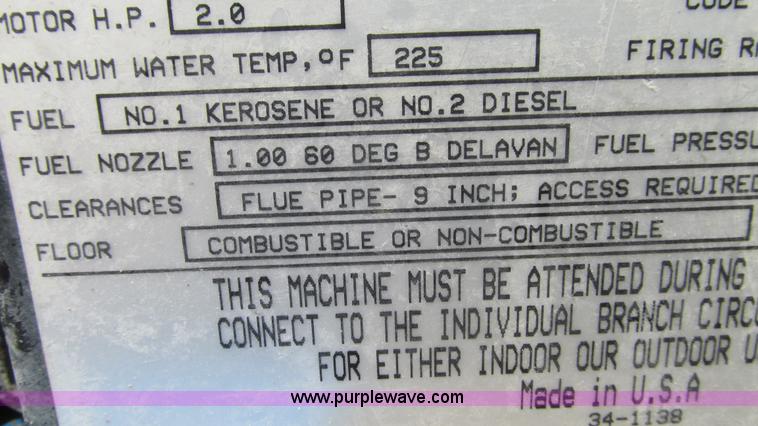 MOTOR H.P. 2.0 CODE
MAXIMUM WATER TEMP,ºF 225 FIRING
FUEL NO.1 KEROSENE OR NO.2 DIESEL
FUEL NOZZLE 1.00 60 DEG B DELAVAN FUEL
CLEARANCES FLUE PIPE- 9 INCH; ACCESS REQUIRED
FLOOR COMBUSTIBLE OR NON-COMBUSTIBLE
THIS MACHINE MUST BE ATTENDED DURING
CONNECT TO THE INDIVIDUAL BRANCH
FOR EITHER INDOOR OUR OUTDOOR
Made in U.S.A
www.purplewave.com
34-1138